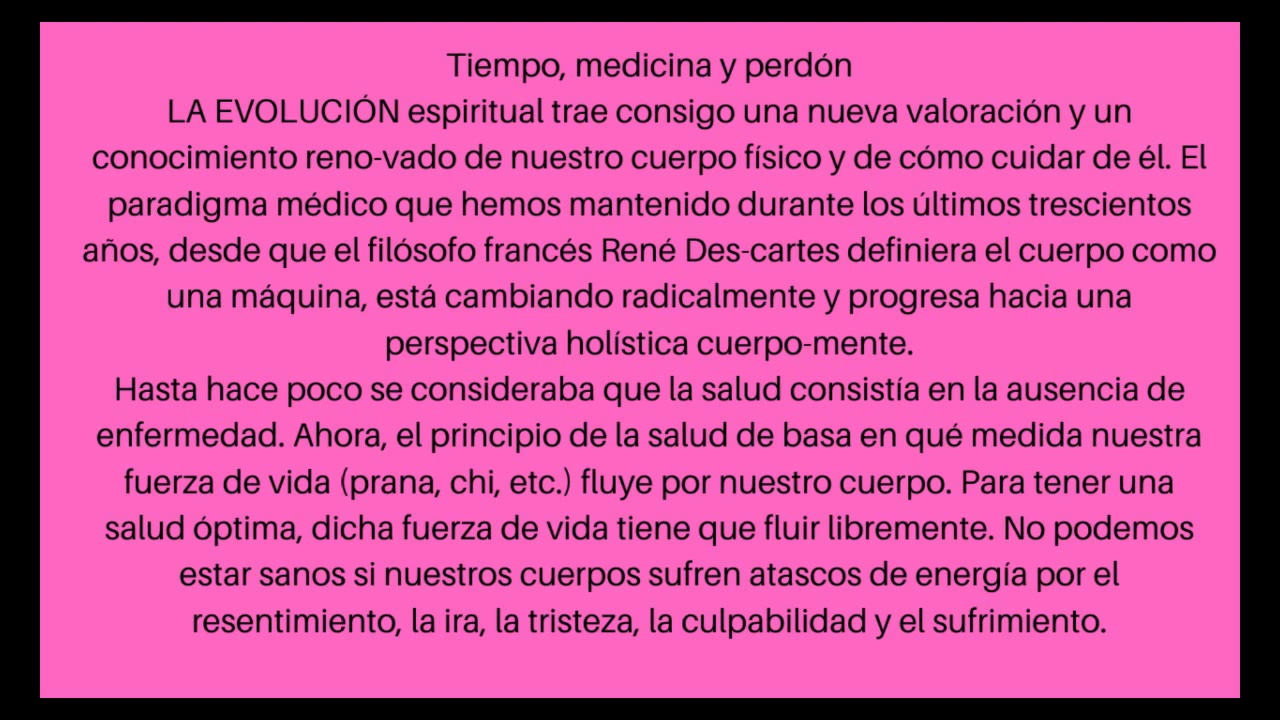 Tiempo, medicina y perdón
LA EVOLUCIÓN espiritual trae consigo una nueva valoración y un
conocimiento reno-vado de nuestro cuerpo físico y de cómo cuidar de él. El
paradigma médico que hemos mantenido durante los últimos trescientos
años, desde que el filósofo francés René Des-cartes definiera el cuerpo como
una máquina, está cambiando radicalmente y progresa hacia una
perspectiva holística cuerpo-mente.
Hasta hace poco se consideraba que la salud consistía en la ausencia de
enfermedad. Ahora, el principio de la salud de basa en qué medida nuestra
fuerza de vida (prana, chi, etc.) fluye por nuestro cuerpo. Para tener una
salud óptima, dicha fuerza de vida tiene que fluir libremente. No podemos
estar sanos si nuestros cuerpos sufren atascos de energía por el
resentimiento, la ira, la tristeza, la culpabilidad y el sufrimiento.